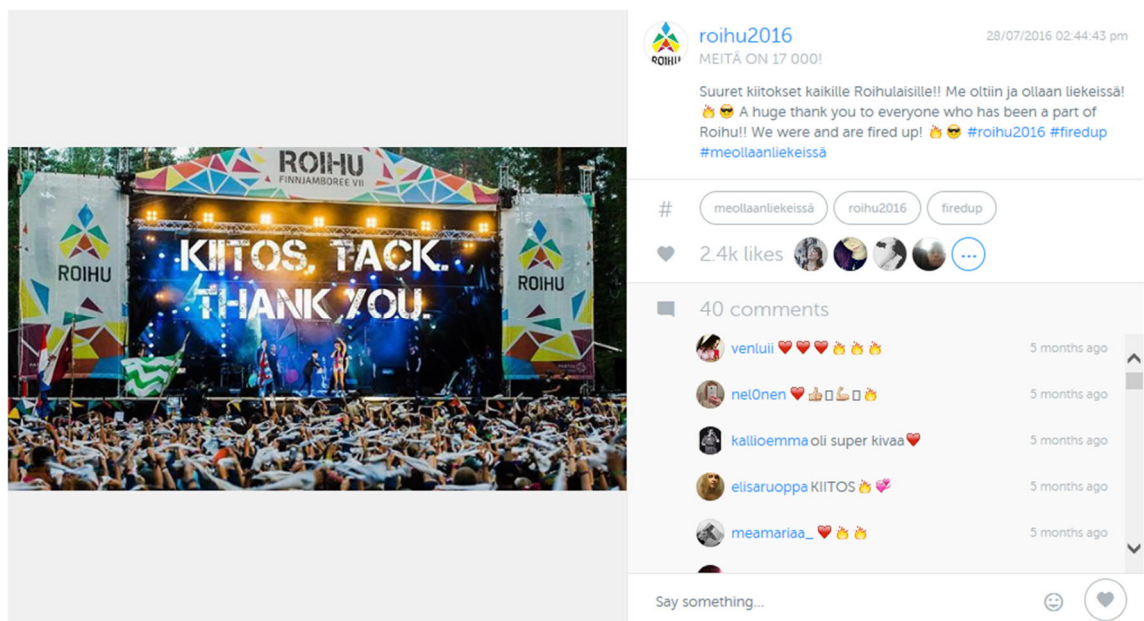 ROIHU
FINNJAMBOREE VII
ROIHU
ROIHU
KIITOS, TACK.
THANK YOU.
ROIHU
roihu2016
28/07/2016 02:44:43 pm
MEITÄ ON 17 000!
Suuret kiitokset kaikille Roihulaisille!! Me oltiin ja ollaan liekeissä!
🔥 😎 A huge thank you to everyone who has been a part of
Roihu!! We were and are fired up! 🔥 😎 #roihu2016 #firedup
#meollaanliekeissä
# meollaanliekeissä roihu2016 firedup
2.4k likes ...
40 comments
venluii ❤️❤️❤️🔥🔥🔥 5 months ago
nel0nen ❤️👍🏼▯💪🏼▯🔥 5 months ago
kallioemma oli super kivaa❤️ 5 months ago
elisaruoppa KIITOS🔥💞 5 months ago
meamariaa_ ❤️🔥🔥 5 months ago
Say something...